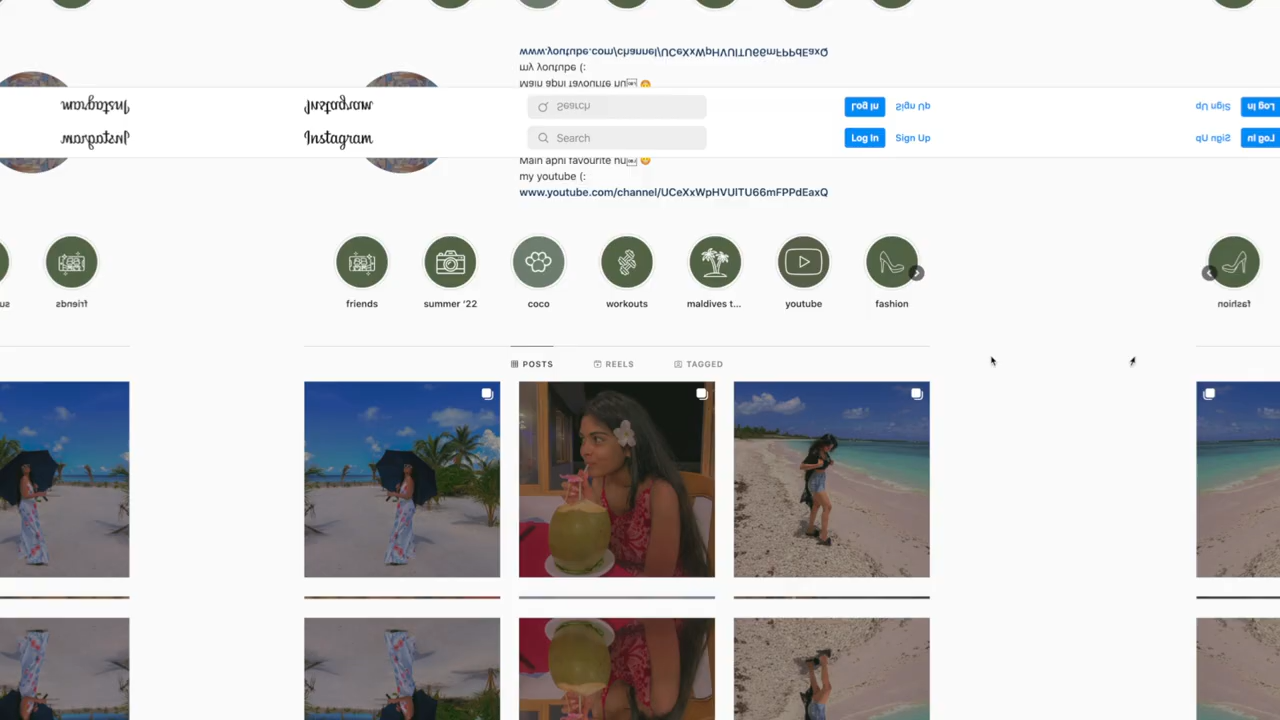 www.youtube.com/channel/UCeXxWpHVUITU66mFPPdEaxQ
my youtube (:
Main apni favourite hu
Instagram Instagram Search Log In Sign Up Sign Up Log In
Instagram Instagram Search Log In Sign Up Sign Up Log In
Main apni favourite hu
my youtube (:
www.youtube.com/channel/UCeXxWpHVUITU66mFPPdEaxQ
friends friends summer '22 coco workouts maldives t... youtube fashion fashion
POSTS REELS TAGGED